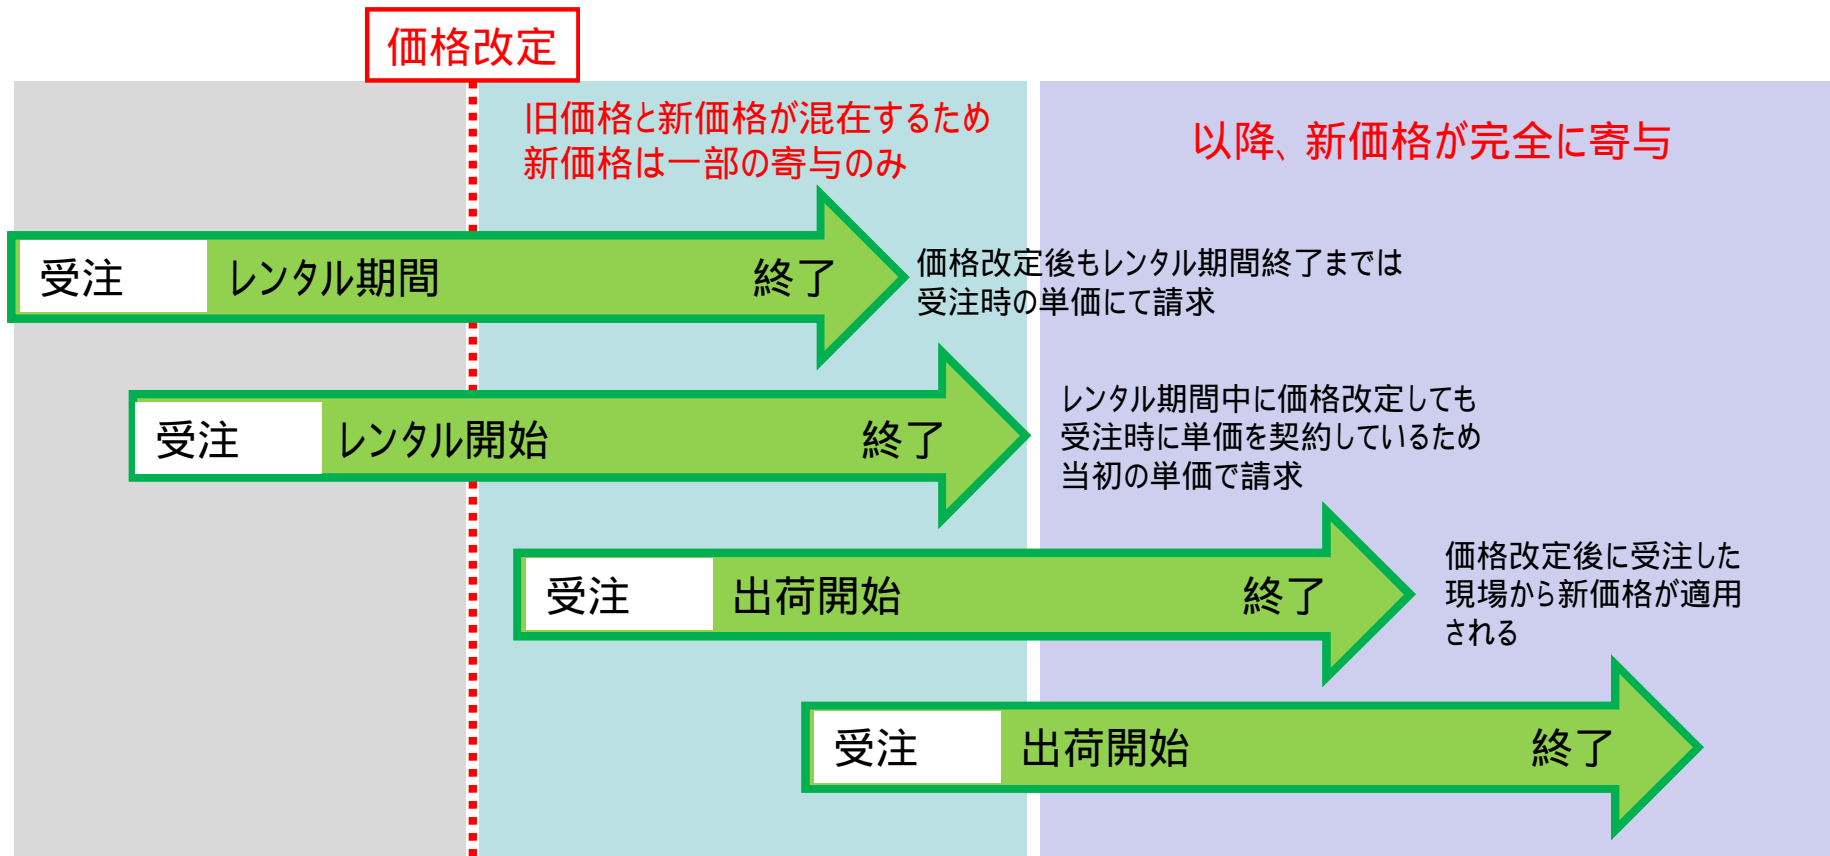 価格改定
旧価格と新価格が混在するため
新価格は一部の寄与のみ
以降、新価格が完全に寄与
受注
レンタル期間
終了
価格改定後もレンタル期間終了までは
受注時の単価にて請求
受注
レンタル開始
終了
レンタル期間中に価格改定しても
受注時に単価を契約しているため
当初の単価で請求
受注
出荷開始
終了
価格改定後に受注した
現場から新価格が適用
される
受注
出荷開始
終了